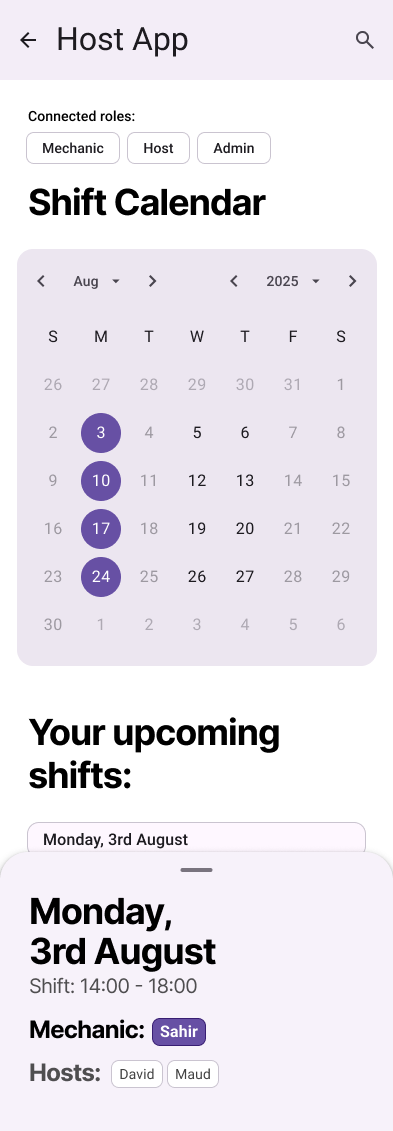 Host App
Connected roles:
Mechanic Host Admin
Shift Calendar
Aug 2025
S M T W T F S
26 27 28 29 30 31 1
2 3 4 5 6 7 8
9 10 11 12 13 14 15
16 17 18 19 20 21 22
23 24 25 26 27 28 29
30 1 2 3 4 5 6
Your upcoming
shifts:
Monday, 3rd August
Monday,
3rd August
Shift: 14:00 - 18:00
Mechanic: Sahir
Hosts: David Maud